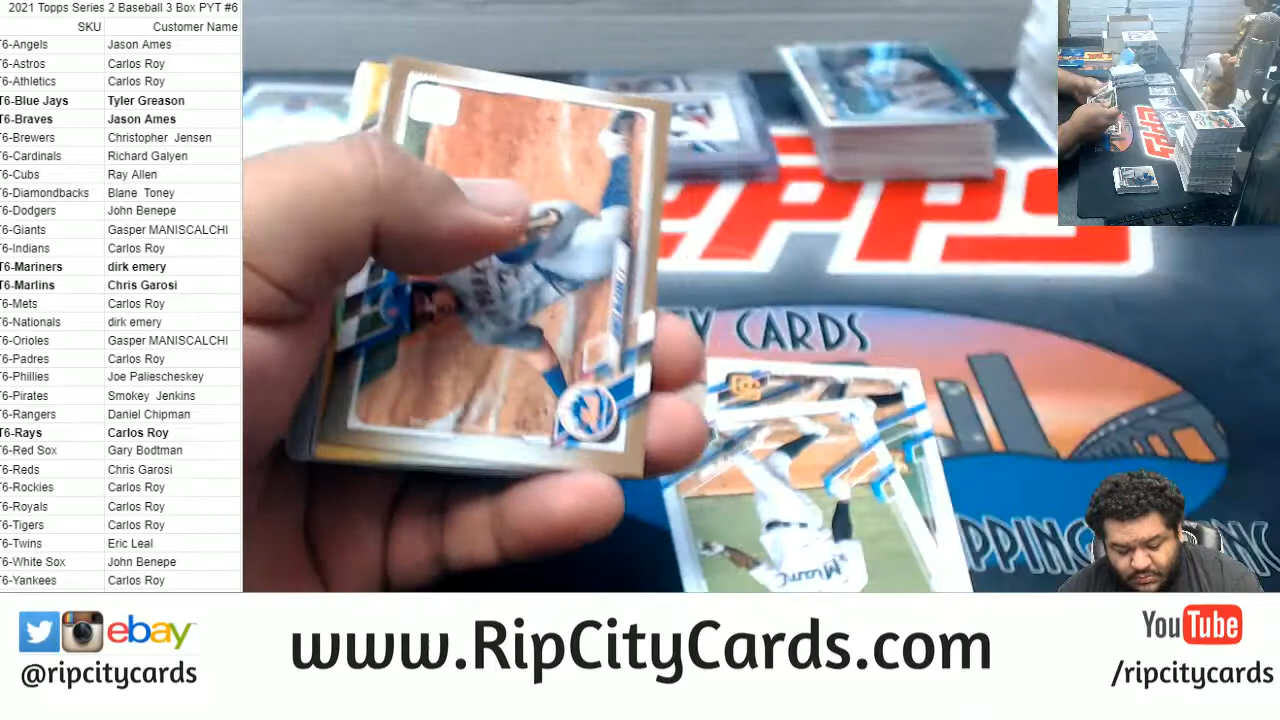 2021 Topps Series 2 Baseball 3 Box PYT #6
SKU Customer Name
T6-Angels Jason Ames
T6-Astros Carlos Roy
T6-Athletics Carlos Roy
T6-Blue Jays Tyler Greason
T6-Braves Jason Ames
T6-Brewers Christopher Jensen
T6-Cardinals Richard Galyen
T6-Cubs Ray Allen
T6-Diamondbacks Blane Toney
T6-Dodgers John Benepe
T6-Giants Gasper MANISCALCHI
T6-Indians Carlos Roy
T6-Mariners dirk emery
T6-Marlins Chris Garosi
T6-Mets Carlos Roy
T6-Nationals dirk emery
T6-Orioles Gasper MANISCALCHI
T6-Padres Carlos Roy
T6-Phillies Joe Paliescheskey
T6-Pirates Smokey Jenkins
T6-Rangers Daniel Chipman
T6-Rays Carlos Roy
T6-Red Sox Gary Bodtman
T6-Reds Chris Garosi
T6-Rockies Carlos Roy
T6-Royals Carlos Roy
T6-Tigers Carlos Roy
T6-Twins Eric Leal
T6-White Sox John Benepe
T6-Yankees Carlos Roy
CARDS
Miami
ebay
@ripcitycards
www.RipCityCards.com
YouTube
/ripcitycards